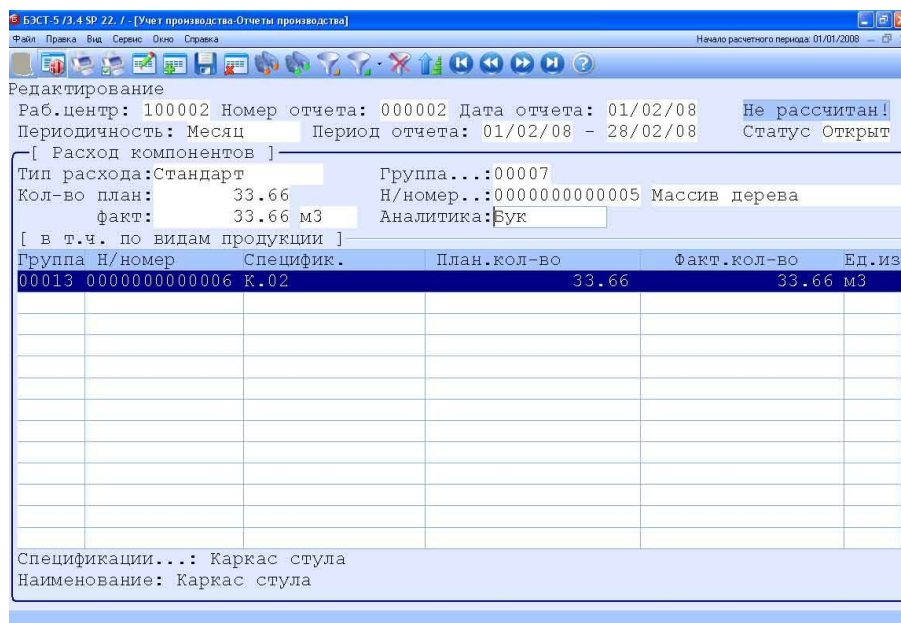 БЭСТ-5 /3.4 SP 22. / - [Учет производства-Отчеты производства]
Файл Правка Вид Сервис Окно Справка Начало расчетного периода: 01/01/2008
Редактирование
Раб.центр: 100002 Номер отчета: 000002 Дата отчета: 01/02/08 Не рассчитан!
Периодичность: Месяц Период отчета: 01/02/08 - 28/02/08 Статус Открыт
[ Расход компонентов ]
Тип расхода:Стандарт Группа...:00007
Кол-во план: 33.66 Н/номер..:0000000000005 Массив дерева
факт: 33.66 м3 Аналитика:Бук
[ в т.ч. по видам продукции ]
Группа Н/номер Специфик. План.кол-во Факт.кол-во Ед.из
00013 0000000000006 К.02 33.66 33.66 м3
Спецификации...: Каркас стула
Наименование: Каркас стула